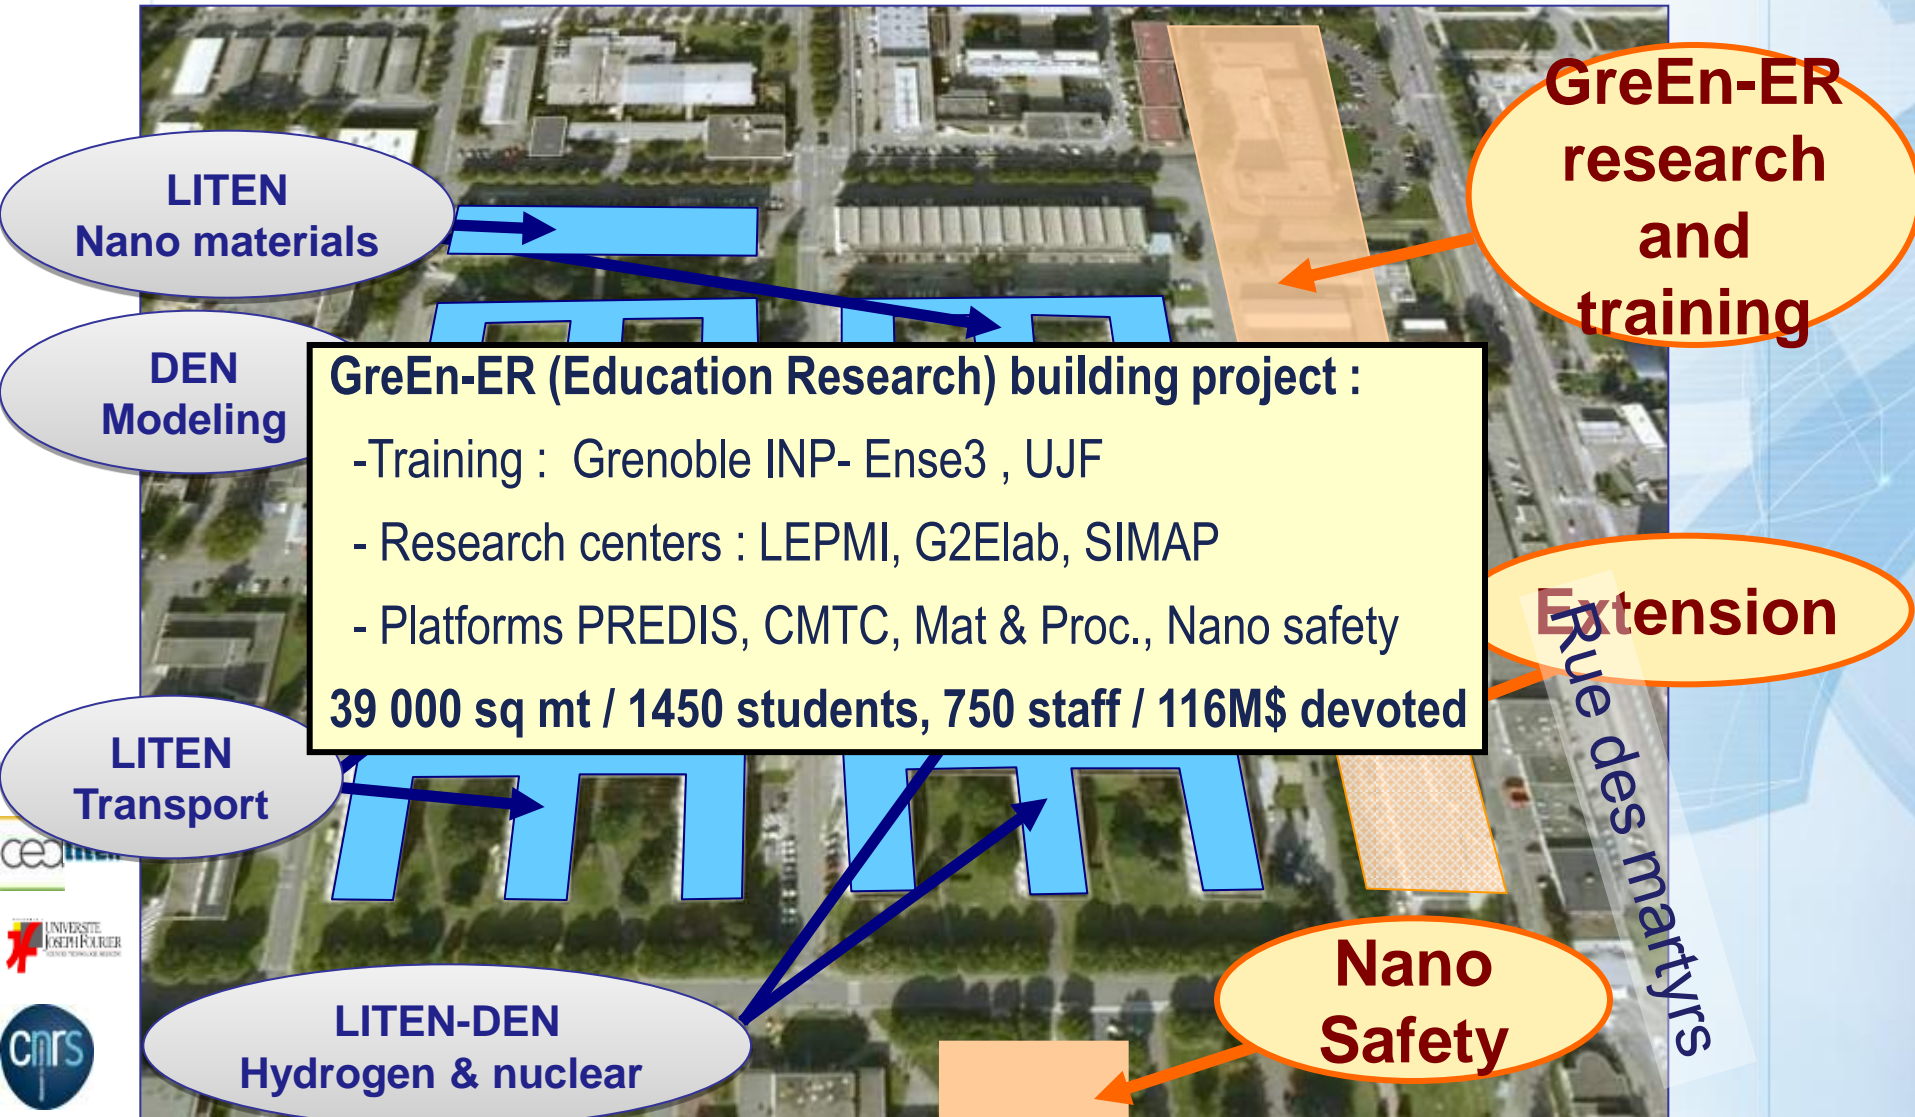 GreEn-ER
research
and
training
LITEN
Nano materials
DEN
Modeling
GreEn-ER (Education Research) building project :
-Training :  Grenoble INP- Ense3 , UJF
- Research centers : LEPMI, G2Elab, SIMAP
- Platforms PREDIS, CMTC, Mat & Proc., Nano safety
39 000 sq mt / 1450 students, 750 staff / 116M$ devoted
Extension
Rue des martyrs
LITEN
Transport
cea liten
UNIVERSITE
JOSEPH FOURIER
Nano
Safety
LITEN-DEN
Hydrogen & nuclear
cnrs